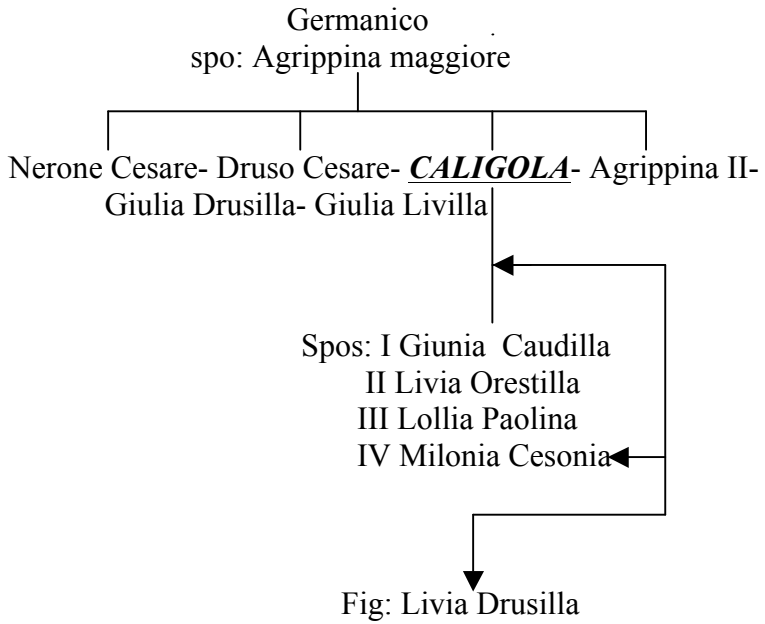 Germanico
spo: Agrippina maggiore
Nerone Cesare- Druso Cesare- CALIGOLA- Agrippina II-
Giulia Drusilla- Giulia Livilla
Spos: I Giunia Caudilla
II Livia Orestilla
III Lollia Paolina
IV Milonia Cesonia
Fig: Livia Drusilla